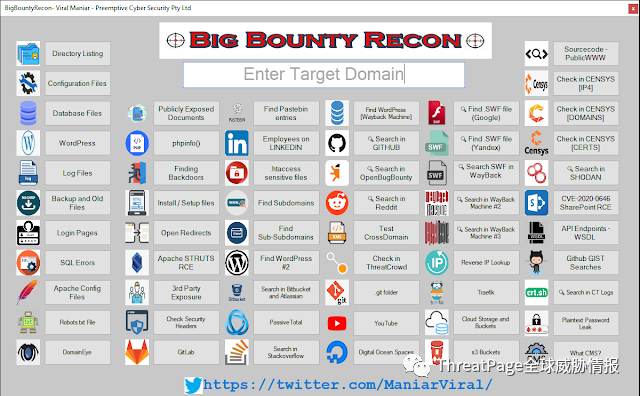 BigBountyRecon- Viral Maniar - Preemptive Cyber Security Pty Ltd
BIG BOUNTY RECON
Enter Target Domain
Directory Listing
Sourcecode -
PublicWWW
Configuration Files
Check in CENSYS
[IP4]
Database Files
Publicly Exposed
Documents
Find Pastebin
entries
Find WordPress
[Wayback Machine]
Find .SWF file
(Google)
Check in CENSYS
[DOMAINS]
WordPress
phpinfo()
Employees on
LINKEDIN
Search in
GITHUB
Find .SWF file
(Yandex)
Check in CENSYS
[CERTS]
Log Files
Finding
Backdoors
htaccess
sensitive files
Search in
OpenBugBounty
Search SWF in
WayBack
Search in
SHODAN
Backup and Old
Files
Install / Setup files
Find Subdomains
Search in
Reddit
Search in WayBack
Machine #2
CVE-2020-0646
SharePoint RCE
Login Pages
Open Redirects
Find
Sub-Subdomains
Test
CrossDomain
Search in WayBack
Machine #3
API Endpoints -
WSDL
SQL Errors
Apache STRUTS
RCE
Find WordPress
#2
Check in
ThreatCrowd
Reverse IP Lookup
Github GIST
Searches
Apache Config
Files
3rd Party
Exposure
Search in Bitbucket
and Atlassian
.git folder
Traefik
Search in CT Logs
Robots.txt File
Check Security
Headers
PassiveTotal
YouTube
Cloud Storage and
Buckets
Plaintext Password
Leak
DomainEye
GitLab
Search in
Stackoverflow
Digital Ocean Spaces
s3 Buckets
What CMS?
https://twitter.com/ManiarViral/
ThreatPage全球威胁情报